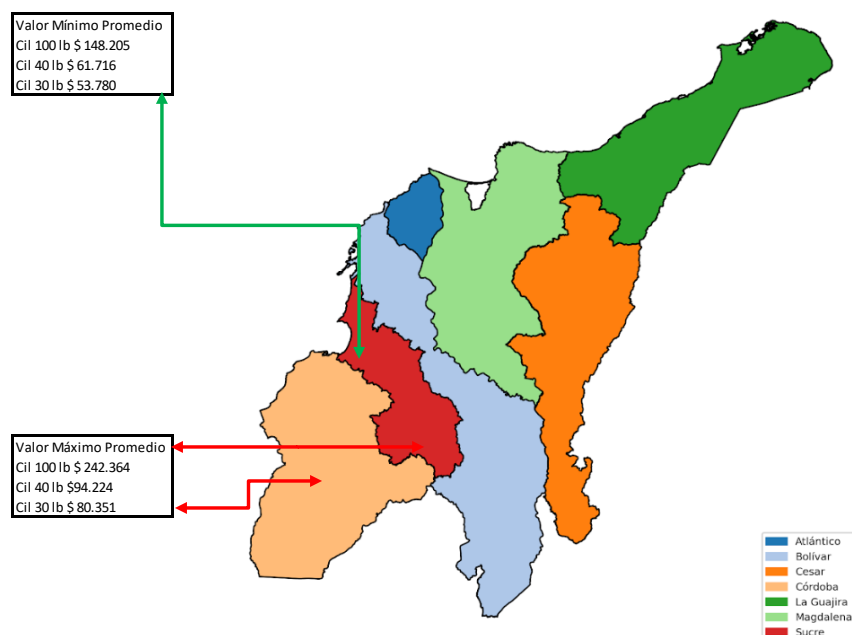 Valor Mínimo Promedio
Cil 100 lb $ 148.205
Cil 40 lb $ 61.716
Cil 30 lb $ 53.780
Valor Máximo Promedio
Cil 100 lb $ 242.364
Cil 40 lb $94.224
Cil 30 lb $ 80.351
Atlántico
Bolívar
Cesar
Córdoba
La Guajira
Magdalena
Sucre